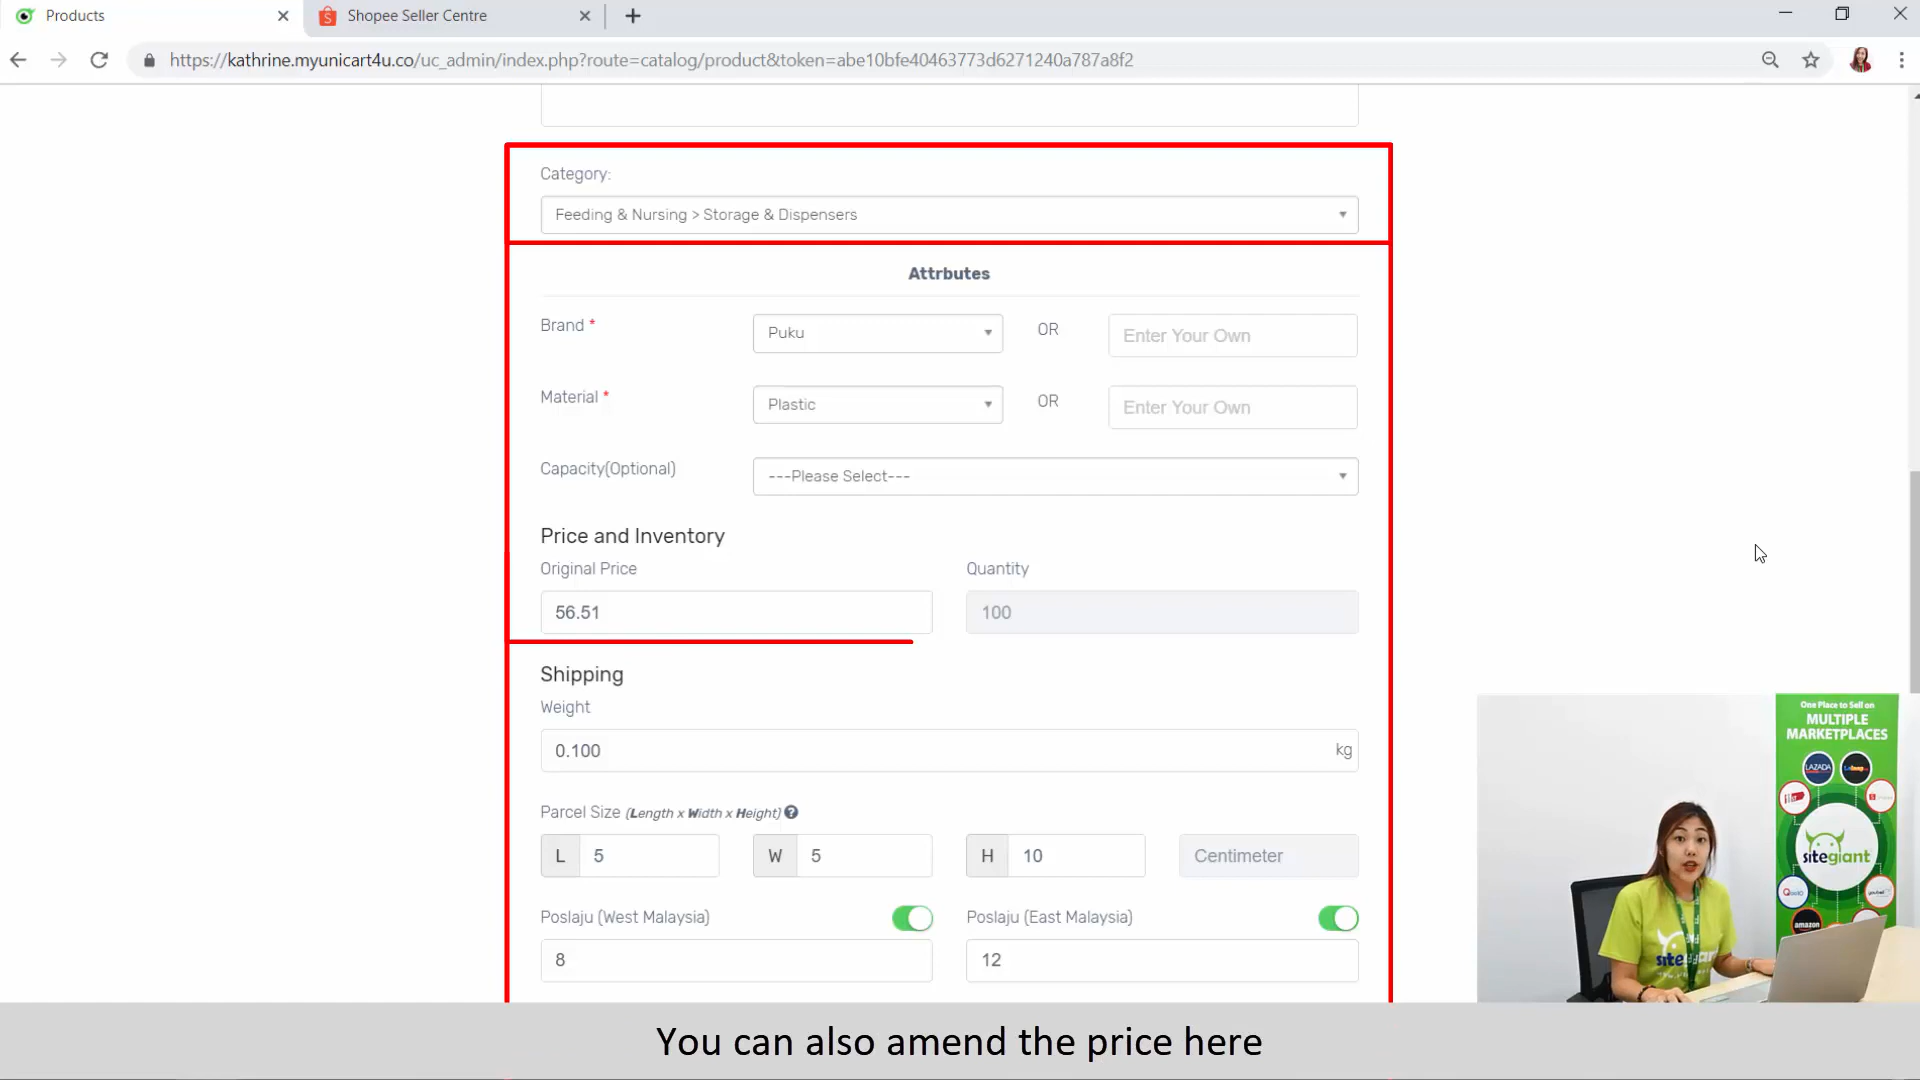 Products
Shopee Seller Centre
https://kathrine.myunicart4u.co/uc_admin/index.php?route=catalog/product&token=abe10bfe40463773d6271240a787a8f2
Category:
Feeding & Nursing > Storage & Dispensers
Attrbutes
Brand * Puku OR Enter Your Own
Material * Plastic OR Enter Your Own
Capacity(Optional) ---Please Select---
Price and Inventory
Original Price Quantity
56.51 100
Shipping
Weight
0.100 kg
Parcel Size (Length x Width x Height)
L 5 W 5 H 10 Centimeter
Poslaju (West Malaysia) Poslaju (East Malaysia)
8 12
One Place to Sell on
MULTIPLE
MARKETPLACES
LAZADA
sitegiant
amazon
You can also amend the price here